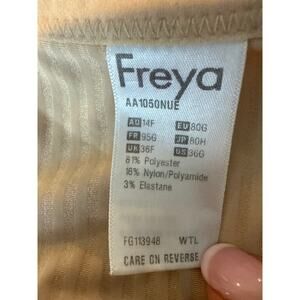 Freya
AA1050NUE
AU 14F EU 80G
FR 95G JP 80H
UK 36F US 36G
81% Polyester
16% Nylon/Polyamide
3% Elastane
FG113948 WTL
CARE ON REVERSE